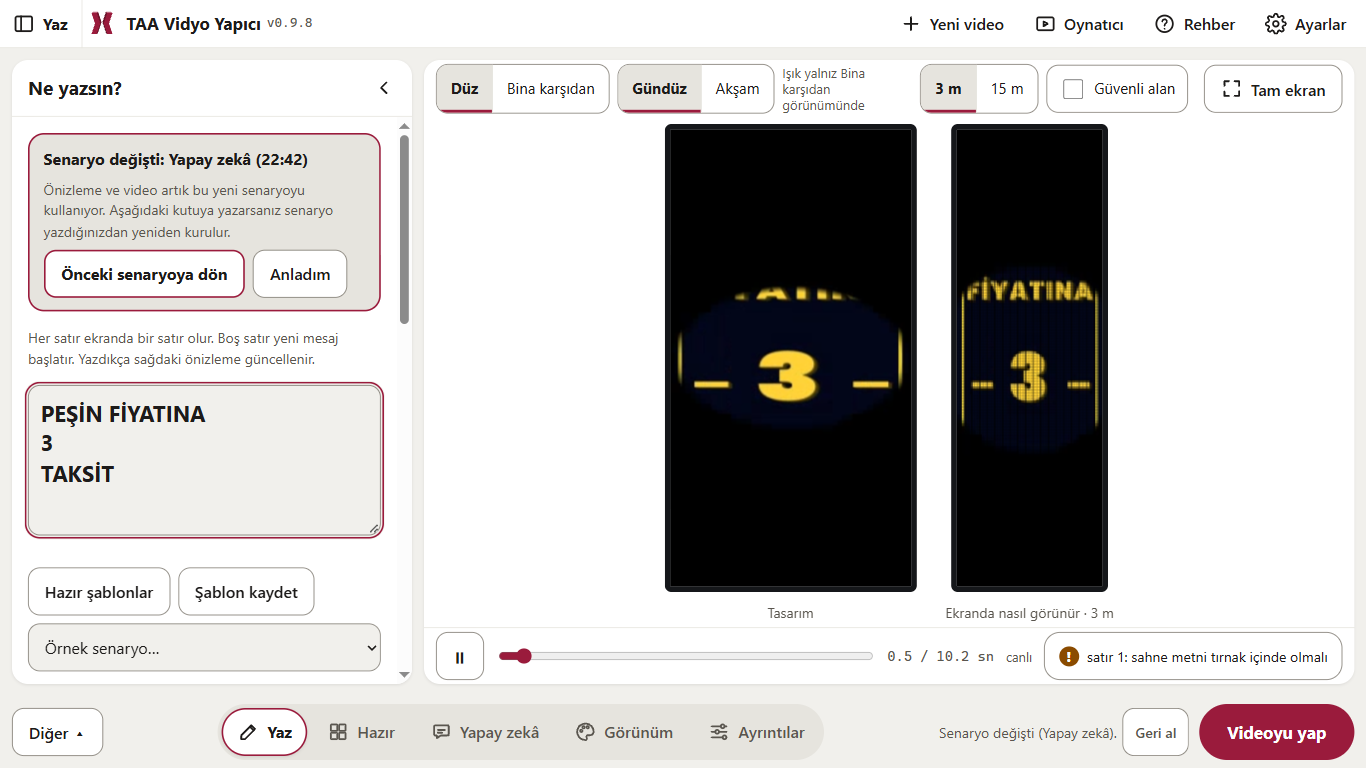 Yaz
TAA Vidyo Yapıcı v0.9.8
Yeni video
Oynatıcı
Rehber
Ayarlar
Ne yazsın?
Senaryo değişti: Yapay zekâ (22:42)
Önizleme ve video artık bu yeni senaryoyu
kullanıyor. Aşağıdaki kutuya yazarsanız senaryo
yazdığınızdan yeniden kurulur.
Önceki senaryoya dön
Anladım
Her satır ekranda bir satır olur. Boş satır yeni mesaj
başlatır. Yazdıkça sağdaki önizleme güncellenir.
PEŞİN FİYATINA
3
TAKSİT
Hazır şablonlar
Şablon kaydet
Örnek senaryo...
Düz
Bina karşıdan
Gündüz
Akşam
Işık yalnız Bina
karşıdan
görünümünde
3 m
15 m
Güvenli alan
Tam ekran
3
FİYATINA
3
Tasarım
Ekranda nasıl görünür · 3 m
0.5 / 10.2 sn
canlı
satır 1: sahne metni tırnak içinde olmalı
Diğer
Yaz
Hazır
Yapay zekâ
Görünüm
Ayrıntılar
Senaryo değişti (Yapay zekâ).
Geri al
Videoyu yap